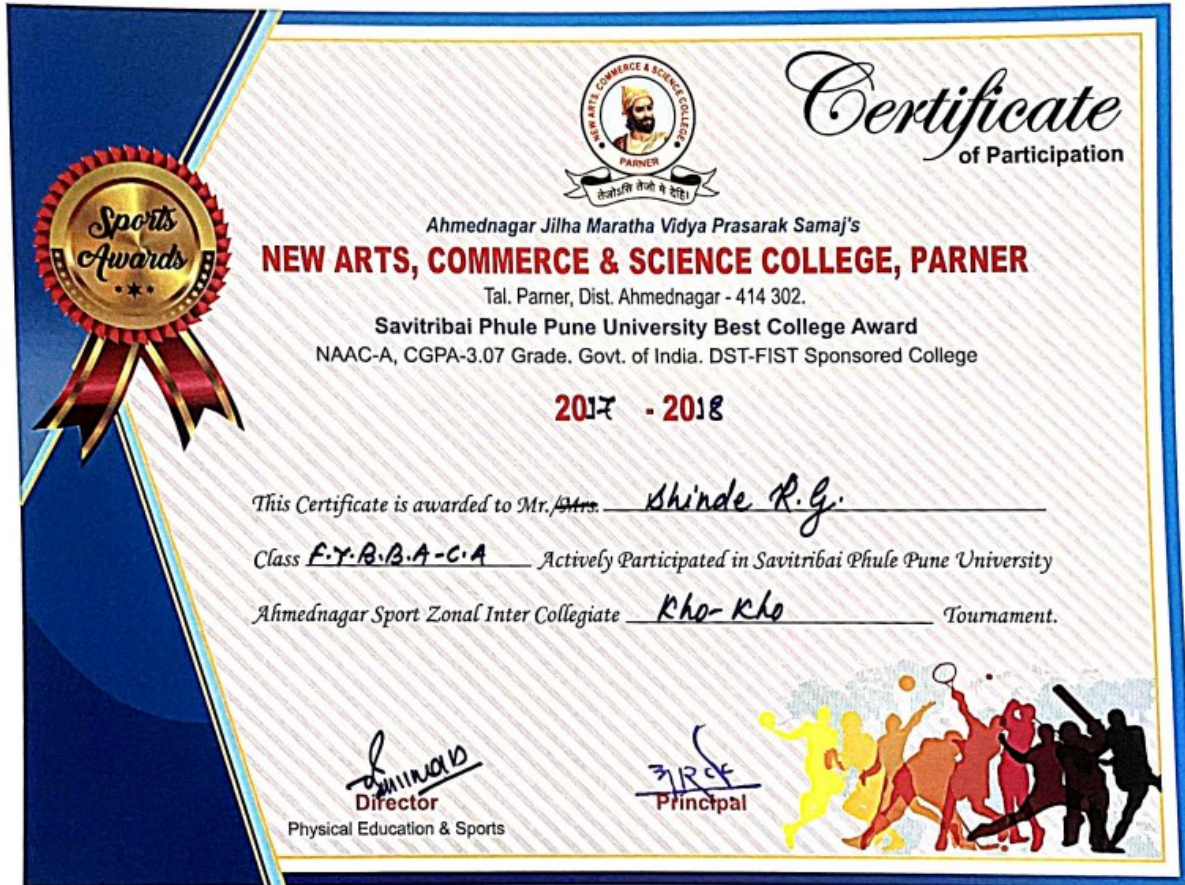 NEW ARTS, COMMERCE & SCIENCE COLLEGE
PARNER
तेजोऽसि तेजो मे देहि।
Certificate
of Participation
Sports
Awards
Ahmednagar Jilha Maratha Vidya Prasarak Samaj's
NEW ARTS, COMMERCE & SCIENCE COLLEGE, PARNER
Tal. Parner, Dist. Ahmednagar - 414 302.
Savitribai Phule Pune University Best College Award
NAAC-A, CGPA-3.07 Grade. Govt. of India. DST-FIST Sponsored College
2017 - 2018
This Certificate is awarded to Mr./Mrs. Shinde R.G.
Class F.Y.B.B.A-C.A Actively Participated in Savitribai Phule Pune University
Ahmednagar Sport Zonal Inter Collegiate Kho-Kho Tournament.
Director
Physical Education & Sports
Principal